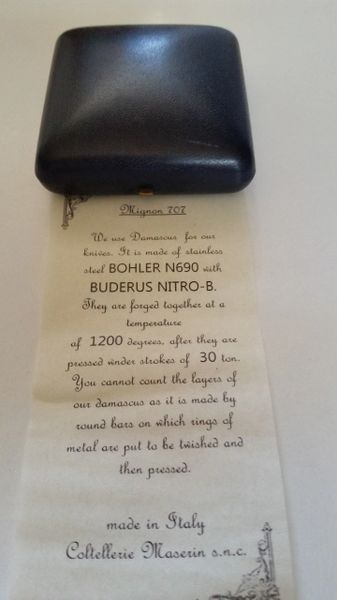 Mignon 707
We use Damascus for our
knives. It is made of stainless
steel BOHLER N690 with
BUDERUS NITRO-B.
They are forged together at a
temperature
of 1200 degrees, after they are
pressed under strokes of 30 ton.
You cannot count the layers of
our damascus as it is made by
round bars on which rings of
metal are put to be twished and
then pressed.
made in Italy
Coltellerie Maserin s.n.c.